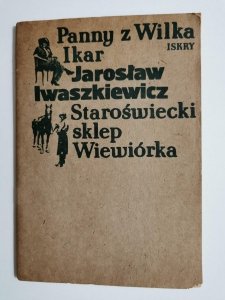 Panny z Wilka
ISKRY
Ikar
Jarosław
Iwaszkiewicz
Staroświecki
sklep
Wiewiórka